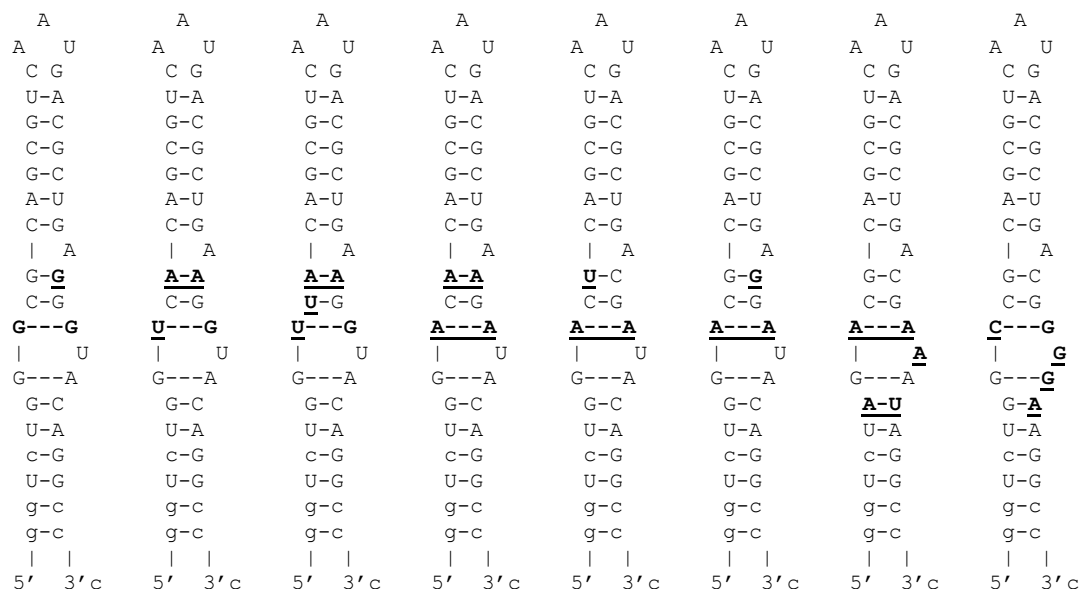 A A A A A A A A
A U A U A U A U A U A U A U A U
C G C G C G C G C G C G C G C G
U-A U-A U-A U-A U-A U-A U-A U-A
G-C G-C G-C G-C G-C G-C G-C G-C
C-G C-G C-G C-G C-G C-G C-G C-G
G-C G-C G-C G-C G-C G-C G-C G-C
A-U A-U A-U A-U A-U A-U A-U A-U
C-G C-G C-G C-G C-G C-G C-G C-G
| A | A | A | A | A | A | A | A
G-G A-A A-A A-A U-C G-G G-C G-C
C-G C-G U-G C-G C-G C-G C-G C-G
G---G U---G U---G A---A A---A A---A A---A C---G
| U | U | U | U | U | U | A | G
G---A G---A G---A G---A G---A G---A G---A G---G
G-C G-C G-C G-C G-C G-C A-U G-A
U-A U-A U-A U-A U-A U-A U-A U-A
c-G c-G c-G c-G c-G c-G c-G c-G
U-G U-G U-G U-G U-G U-G U-G U-G
g-c g-c g-c g-c g-c g-c g-c g-c
g-c g-c g-c g-c g-c g-c g-c g-c
| | | | | | | | | | | | | | | |
5’ 3’c 5’ 3’c 5’ 3’c 5’ 3’c 5’ 3’c 5’ 3’c 5’ 3’c 5’ 3’c